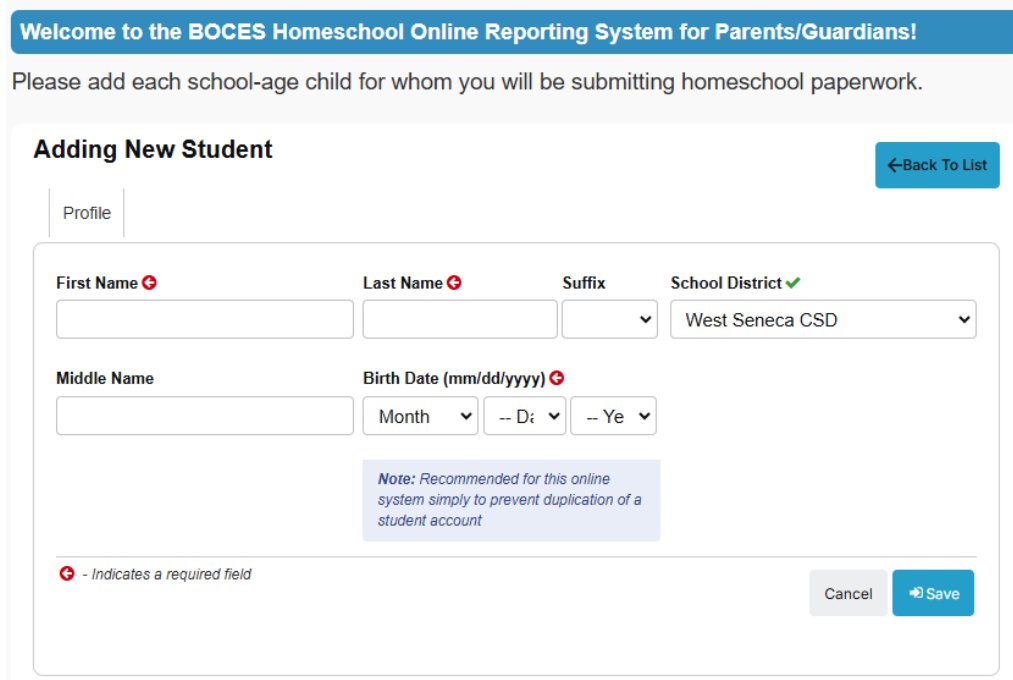 Welcome to the BOCES Homeschool Online Reporting System for Parents/Guardians!
Please add each school-age child for whom you will be submitting homeschool paperwork.
Adding New Student
Back To List
Profile
First Name
Last Name
Suffix
School District
West Seneca CSD
Middle Name
Birth Date (mm/dd/yyyy)
Month
-- Da
-- Ye
Note: Recommended for this online
system simply to prevent duplication of a
student account
- Indicates a required field
Cancel
Save